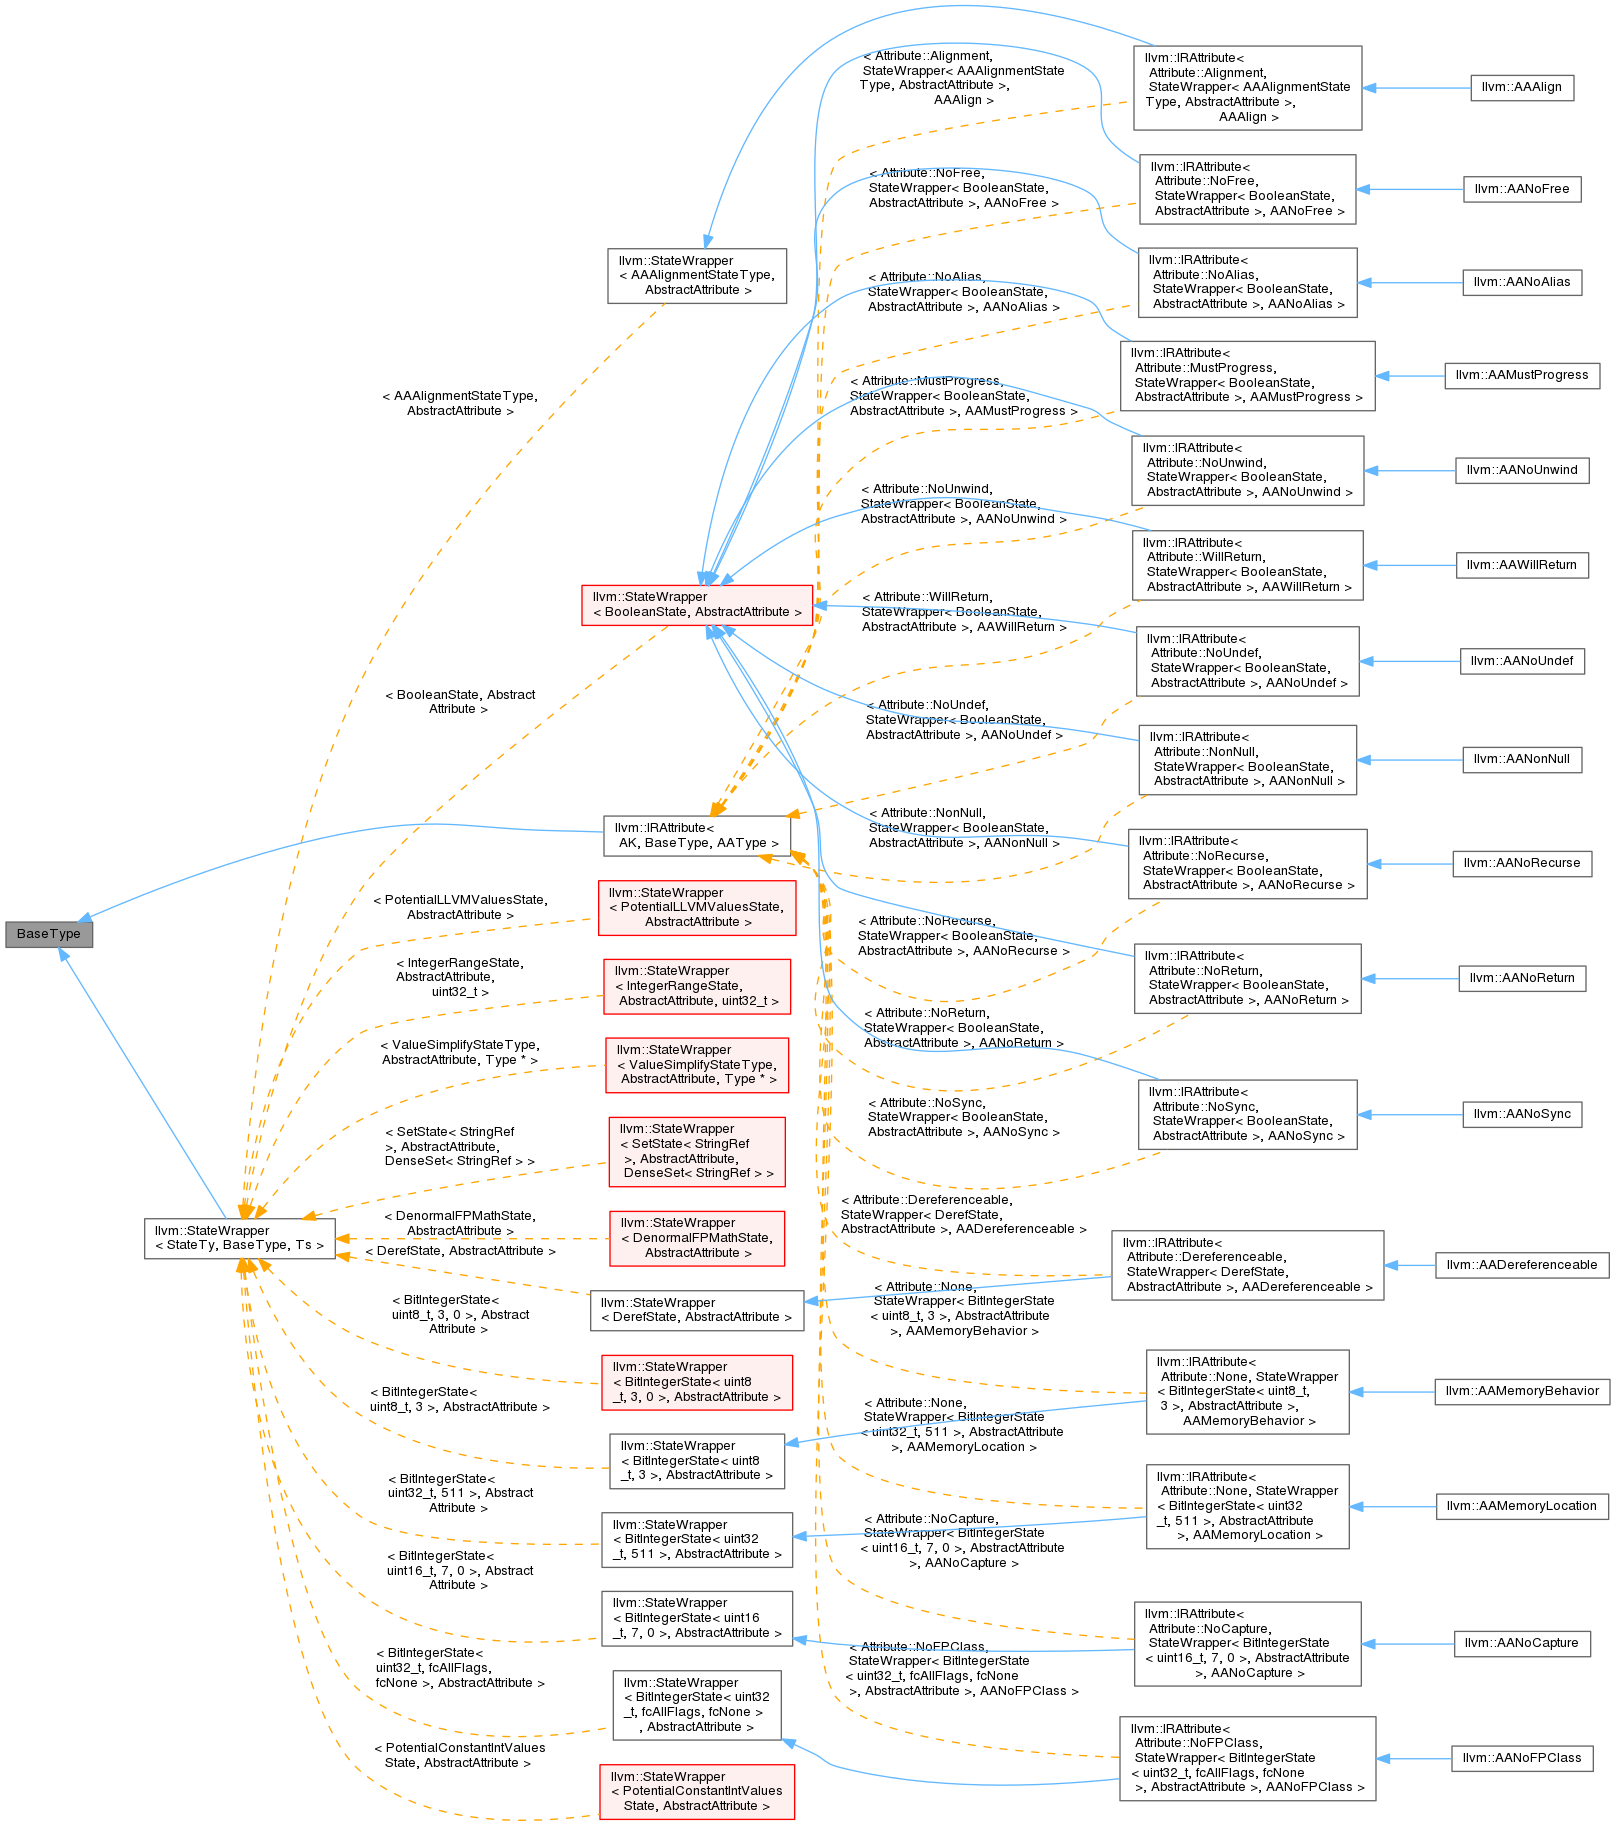 BaseType
llvm::StateWrapper
< StateTy, BaseType, Ts >
< AAAlignmentStateType,
AbstractAttribute >
< BooleanState, Abstract
Attribute >
< PotentialLLVMValuesState,
AbstractAttribute >
< IntegerRangeState,
AbstractAttribute,
uint32_t >
< ValueSimplifyStateType,
AbstractAttribute, Type * >
< SetState< StringRef
>, AbstractAttribute,
DenseSet< StringRef > >
< DenormalFPMathState,
AbstractAttribute >
< DerefState, AbstractAttribute >
< BitIntegerState<
uint8_t, 3, 0 >, Abstract
Attribute >
< BitIntegerState<
uint8_t, 3 >, AbstractAttribute >
< BitIntegerState<
uint32_t, 511 >, Abstract
Attribute >
< BitIntegerState<
uint16_t, 7, 0 >, Abstract
Attribute >
< BitIntegerState<
uint32_t, fcAllFlags,
fcNone >, AbstractAttribute >
< PotentialConstantIntValues
State, AbstractAttribute >
llvm::StateWrapper
< AAAlignmentStateType,
AbstractAttribute >
llvm::StateWrapper
< BooleanState, AbstractAttribute >
llvm::IRAttribute<
AK, BaseType, AAType >
llvm::StateWrapper
< PotentialLLVMValuesState,
AbstractAttribute >
llvm::StateWrapper
< IntegerRangeState,
AbstractAttribute, uint32_t >
llvm::StateWrapper
< ValueSimplifyStateType,
AbstractAttribute, Type * >
llvm::StateWrapper
< SetState< StringRef
>, AbstractAttribute,
DenseSet< StringRef > >
llvm::StateWrapper
< DenormalFPMathState,
AbstractAttribute >
llvm::StateWrapper
< DerefState, AbstractAttribute >
llvm::StateWrapper
< BitIntegerState< uint8
_t, 3, 0 >, AbstractAttribute >
llvm::StateWrapper
< BitIntegerState< uint8
_t, 3 >, AbstractAttribute >
llvm::StateWrapper
< BitIntegerState< uint32
_t, 511 >, AbstractAttribute >
llvm::StateWrapper
< BitIntegerState< uint16
_t, 7, 0 >, AbstractAttribute >
llvm::StateWrapper
< BitIntegerState< uint32
_t, fcAllFlags, fcNone >
, AbstractAttribute >
llvm::StateWrapper
< PotentialConstantIntValues
State, AbstractAttribute >
< Attribute::Alignment,
StateWrapper< AAAlignmentState
Type, AbstractAttribute >,
AAAlign >
< Attribute::NoFree,
StateWrapper< BooleanState,
AbstractAttribute >, AANoFree >
< Attribute::NoAlias,
StateWrapper< BooleanState,
AbstractAttribute >, AANoAlias >
< Attribute::MustProgress,
StateWrapper< BooleanState,
AbstractAttribute >, AAMustProgress >
< Attribute::NoUnwind,
StateWrapper< BooleanState,
AbstractAttribute >, AANoUnwind >
< Attribute::WillReturn,
StateWrapper< BooleanState,
AbstractAttribute >, AAWillReturn >
< Attribute::NoUndef,
StateWrapper< BooleanState,
AbstractAttribute >, AANoUndef >
< Attribute::NonNull,
StateWrapper< BooleanState,
AbstractAttribute >, AANonNull >
< Attribute::NoRecurse,
StateWrapper< BooleanState,
AbstractAttribute >, AANoRecurse >
< Attribute::NoReturn,
StateWrapper< BooleanState,
AbstractAttribute >, AANoReturn >
< Attribute::NoSync,
StateWrapper< BooleanState,
AbstractAttribute >, AANoSync >
< Attribute::Dereferenceable,
StateWrapper< DerefState,
AbstractAttribute >, AADereferenceable >
< Attribute::None,
StateWrapper< BitIntegerState
< uint8_t, 3 >, AbstractAttribute
>, AAMemoryBehavior >
< Attribute::None,
StateWrapper< BitIntegerState
< uint32_t, 511 >, AbstractAttribute
>, AAMemoryLocation >
< Attribute::NoCapture,
StateWrapper< BitIntegerState
< uint16_t, 7, 0 >, AbstractAttribute
>, AANoCapture >
< Attribute::NoFPClass,
StateWrapper< BitIntegerState
< uint32_t, fcAllFlags, fcNone
>, AbstractAttribute >, AANoFPClass >
llvm::IRAttribute<
Attribute::Alignment,
StateWrapper< AAAlignmentState
Type, AbstractAttribute >,
AAAlign >
llvm::IRAttribute<
Attribute::NoFree,
StateWrapper< BooleanState,
AbstractAttribute >, AANoFree >
llvm::IRAttribute<
Attribute::NoAlias,
StateWrapper< BooleanState,
AbstractAttribute >, AANoAlias >
llvm::IRAttribute<
Attribute::MustProgress,
StateWrapper< BooleanState,
AbstractAttribute >, AAMustProgress >
llvm::IRAttribute<
Attribute::NoUnwind,
StateWrapper< BooleanState,
AbstractAttribute >, AANoUnwind >
llvm::IRAttribute<
Attribute::WillReturn,
StateWrapper< BooleanState,
AbstractAttribute >, AAWillReturn >
llvm::IRAttribute<
Attribute::NoUndef,
StateWrapper< BooleanState,
AbstractAttribute >, AANoUndef >
llvm::IRAttribute<
Attribute::NonNull,
StateWrapper< BooleanState,
AbstractAttribute >, AANonNull >
llvm::IRAttribute<
Attribute::NoRecurse,
StateWrapper< BooleanState,
AbstractAttribute >, AANoRecurse >
llvm::IRAttribute<
Attribute::NoReturn,
StateWrapper< BooleanState,
AbstractAttribute >, AANoReturn >
llvm::IRAttribute<
Attribute::NoSync,
StateWrapper< BooleanState,
AbstractAttribute >, AANoSync >
llvm::IRAttribute<
Attribute::Dereferenceable,
StateWrapper< DerefState,
AbstractAttribute >, AADereferenceable >
llvm::IRAttribute<
Attribute::None, StateWrapper
< BitIntegerState< uint8_t,
3 >, AbstractAttribute >,
AAMemoryBehavior >
llvm::IRAttribute<
Attribute::None, StateWrapper
< BitIntegerState< uint32
_t, 511 >, AbstractAttribute
>, AAMemoryLocation >
llvm::IRAttribute<
Attribute::NoCapture,
StateWrapper< BitIntegerState
< uint16_t, 7, 0 >, AbstractAttribute
>, AANoCapture >
llvm::IRAttribute<
Attribute::NoFPClass,
StateWrapper< BitIntegerState
< uint32_t, fcAllFlags, fcNone
>, AbstractAttribute >, AANoFPClass >
llvm::AAAlign
llvm::AANoFree
llvm::AANoAlias
llvm::AAMustProgress
llvm::AANoUnwind
llvm::AAWillReturn
llvm::AANoUndef
llvm::AANonNull
llvm::AANoRecurse
llvm::AANoReturn
llvm::AANoSync
llvm::AADereferenceable
llvm::AAMemoryBehavior
llvm::AAMemoryLocation
llvm::AANoCapture
llvm::AANoFPClass